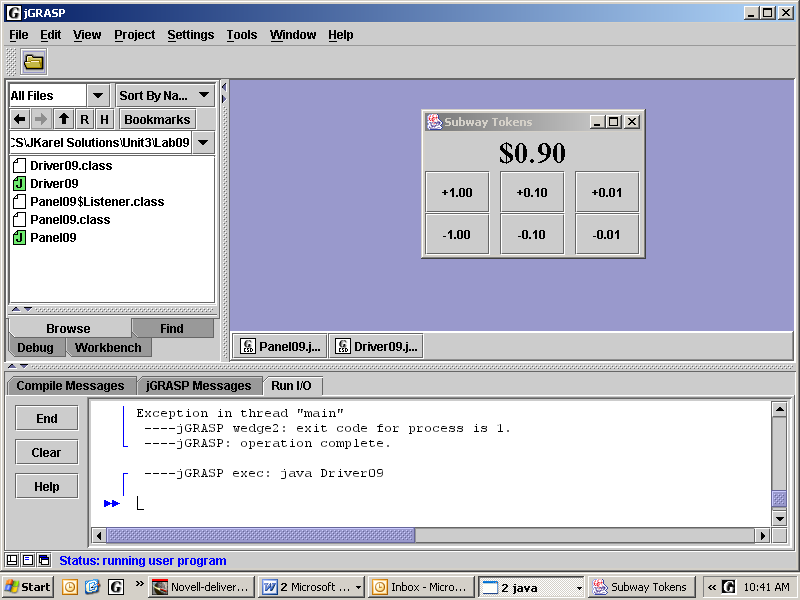 jGRASP
File Edit View Project Settings Tools Window Help
All Files Sort By Na...
R H Bookmarks
CS\JKarel Solutions\Unit3\Lab09
Driver09.class
Driver09
Panel09$Listener.class
Panel09.class
Panel09
Browse Find
Debug Workbench
Subway Tokens
$0.90
+1.00 +0.10 +0.01
-1.00 -0.10 -0.01
Panel09.j... Driver09.j...
Compile Messages jGRASP Messages Run I/O
End
Clear
Help
Exception in thread "main"
----jGRASP wedge2: exit code for process is 1.
----jGRASP: operation complete.
----jGRASP exec: java Driver09
Status: running user program
Start » Novell-deliver... 2 Microsoft ... Inbox - Micro... 2 java Subway Tokens « 10:41 AM